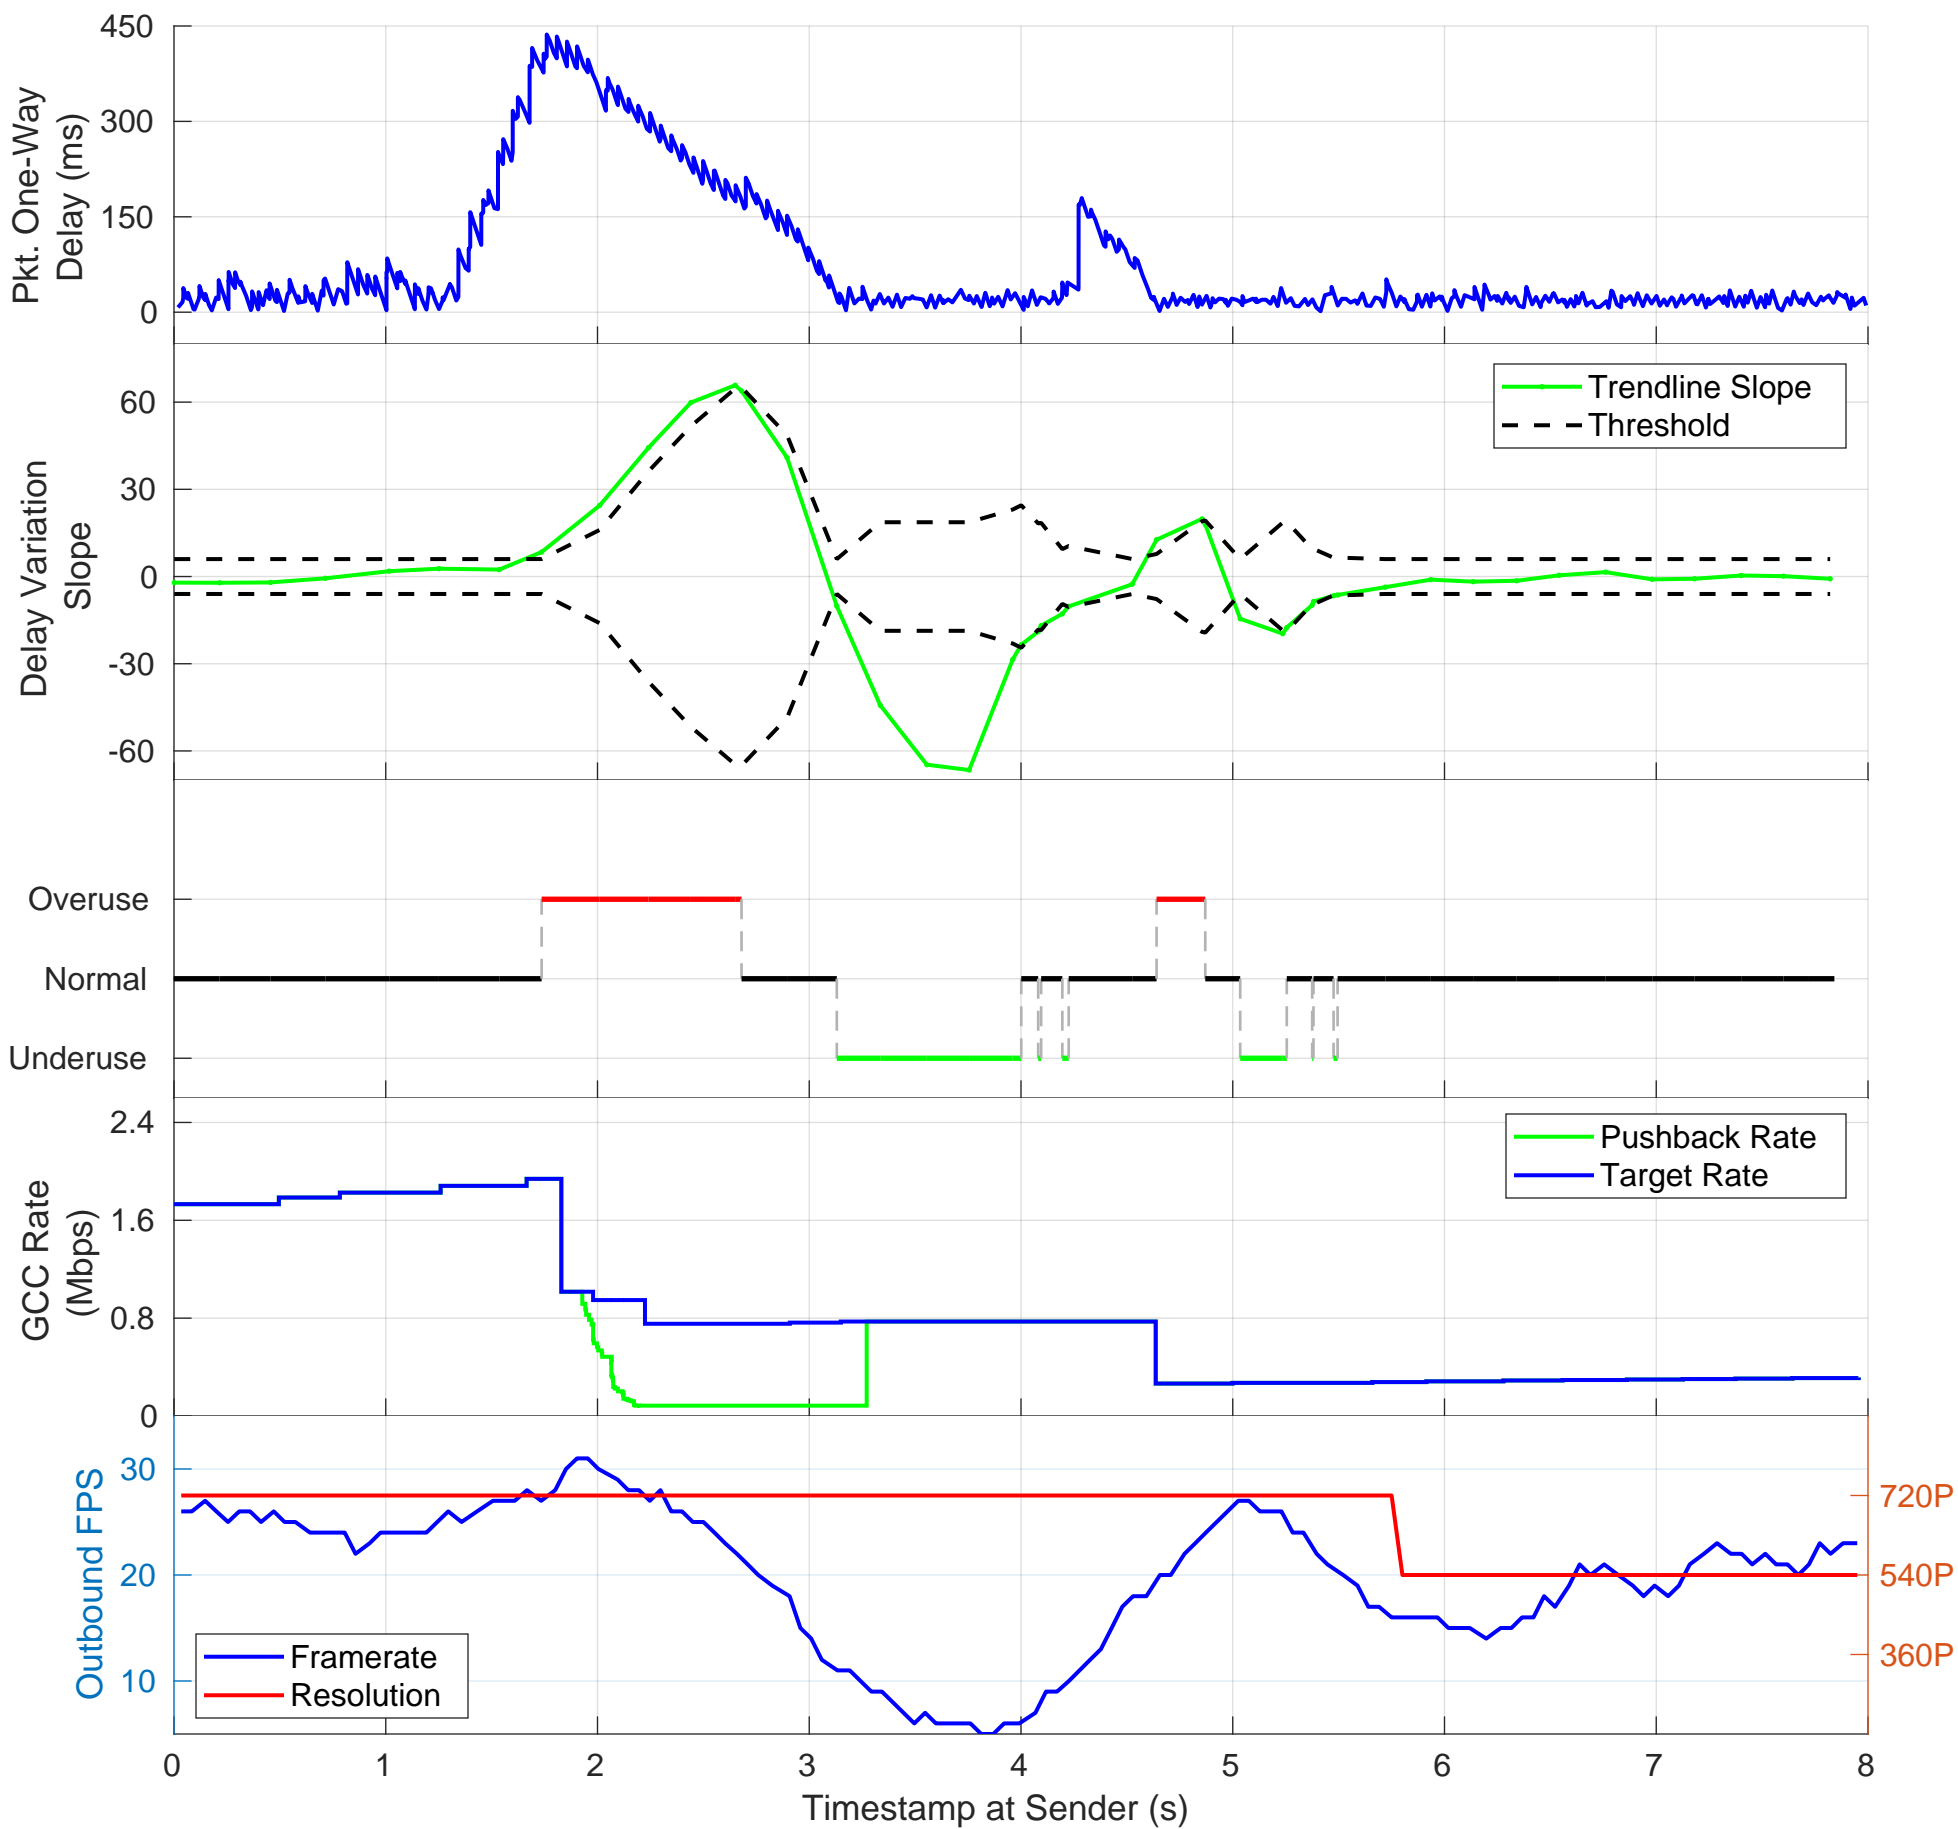 Pkt. One-Way
Delay (ms)
450
300
150
0
Delay Variation
Slope
60
30
0
-30
-60
Trendline Slope
Threshold
Overuse
Normal
Underuse
GCC Rate
(Mbps)
2.4
1.6
0.8
0
Pushback Rate
Target Rate
Outbound FPS
30
20
10
720P
540P
360P
Framerate
Resolution
0 1 2 3 4 5 6 7 8
Timestamp at Sender (s)